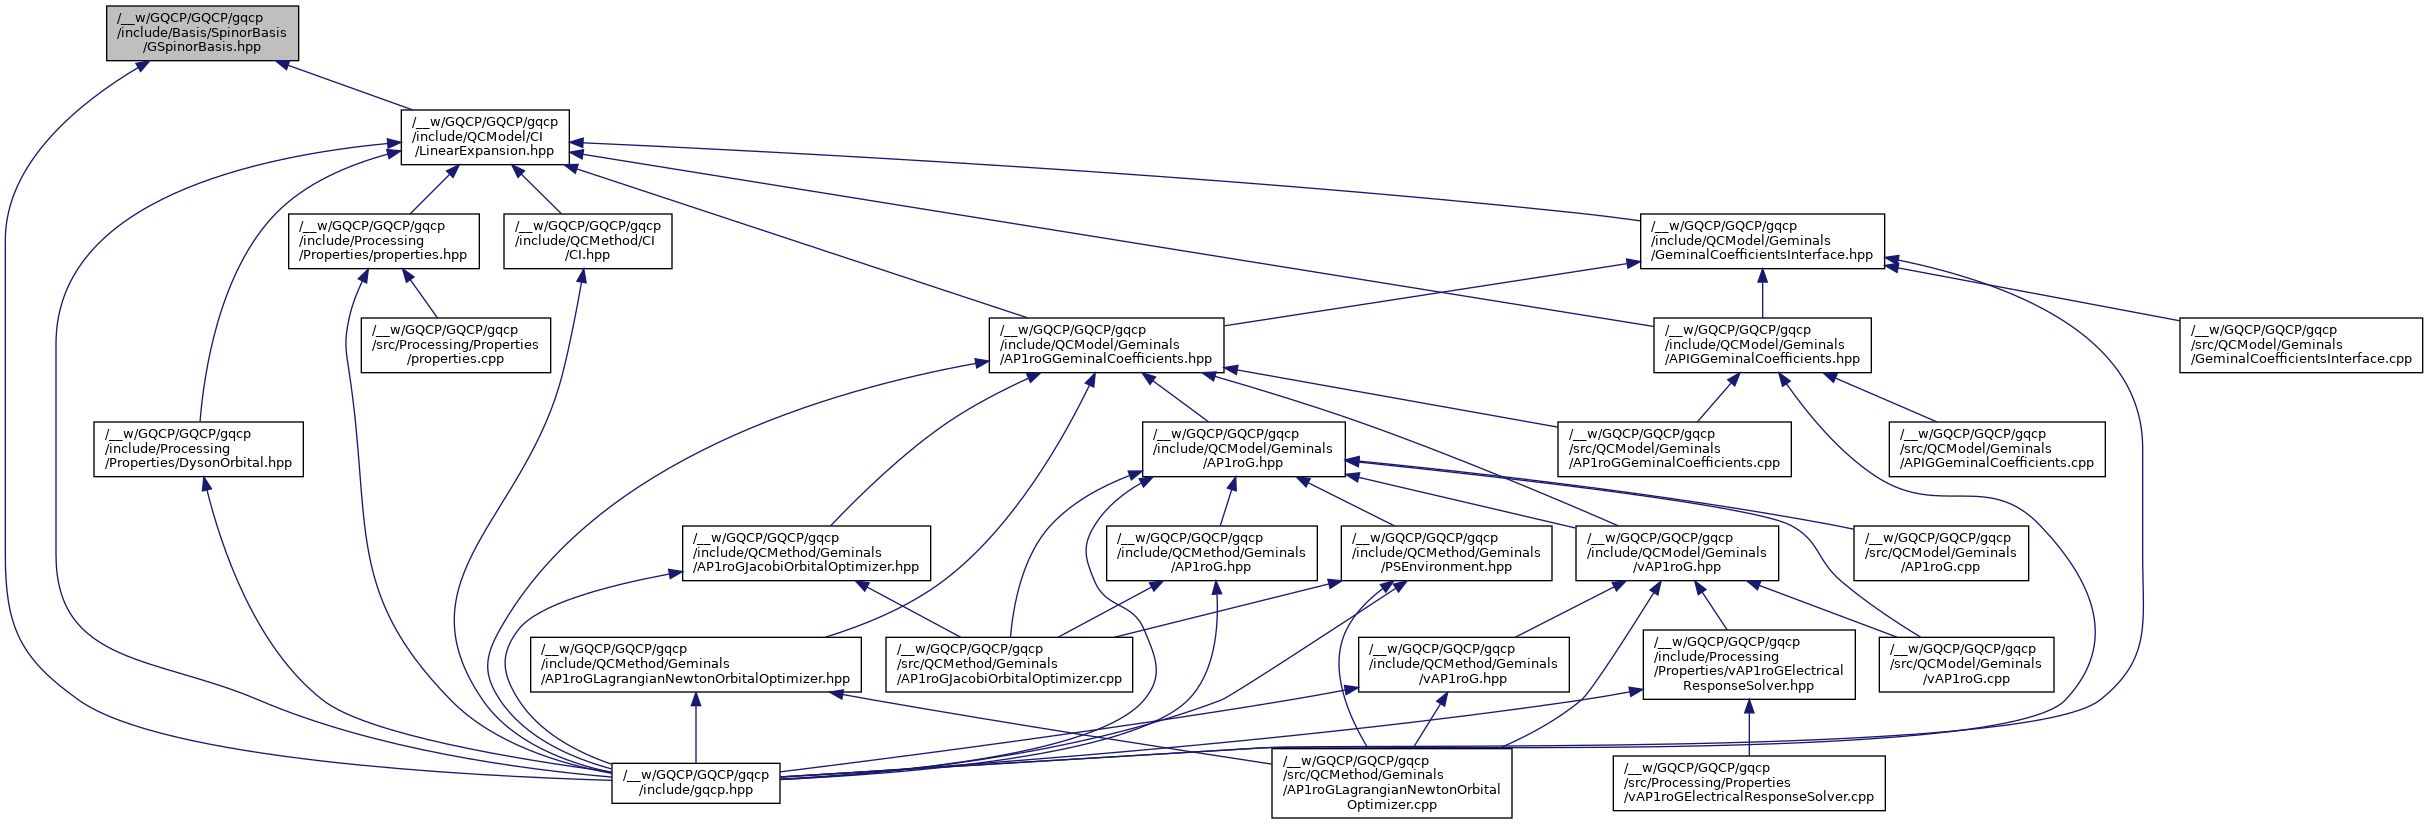 /__w/GQCP/GQCP/gqcp
/include/Basis/SpinorBasis
/GSpinorBasis.hpp
/__w/GQCP/GQCP/gqcp
/include/QCModel/CI
/LinearExpansion.hpp
/__w/GQCP/GQCP/gqcp
/include/Processing
/Properties/properties.hpp
/__w/GQCP/GQCP/gqcp
/include/QCMethod/CI
/CI.hpp
/__w/GQCP/GQCP/gqcp
/include/QCModel/Geminals
/GeminalCoefficientsInterface.hpp
/__w/GQCP/GQCP/gqcp
/src/Processing/Properties
/properties.cpp
/__w/GQCP/GQCP/gqcp
/include/QCModel/Geminals
/AP1roGGeminalCoefficients.hpp
/__w/GQCP/GQCP/gqcp
/include/QCModel/Geminals
/APIGGeminalCoefficients.hpp
/__w/GQCP/GQCP/gqcp
/src/QCModel/Geminals
/GeminalCoefficientsInterface.cpp
/__w/GQCP/GQCP/gqcp
/include/Processing
/Properties/DysonOrbital.hpp
/__w/GQCP/GQCP/gqcp
/include/QCModel/Geminals
/AP1roG.hpp
/__w/GQCP/GQCP/gqcp
/src/QCModel/Geminals
/AP1roGGeminalCoefficients.cpp
/__w/GQCP/GQCP/gqcp
/src/QCModel/Geminals
/APIGGeminalCoefficients.cpp
/__w/GQCP/GQCP/gqcp
/include/QCMethod/Geminals
/AP1roGJacobiOrbitalOptimizer.hpp
/__w/GQCP/GQCP/gqcp
/include/QCMethod/Geminals
/AP1roG.hpp
/__w/GQCP/GQCP/gqcp
/include/QCMethod/Geminals
/PSEnvironment.hpp
/__w/GQCP/GQCP/gqcp
/include/QCModel/Geminals
/vAP1roG.hpp
/__w/GQCP/GQCP/gqcp
/src/QCModel/Geminals
/AP1roG.cpp
/__w/GQCP/GQCP/gqcp
/include/QCMethod/Geminals
/AP1roGLagrangianNewtonOrbitalOptimizer.hpp
/__w/GQCP/GQCP/gqcp
/src/QCMethod/Geminals
/AP1roGJacobiOrbitalOptimizer.cpp
/__w/GQCP/GQCP/gqcp
/include/QCMethod/Geminals
/vAP1roG.hpp
/__w/GQCP/GQCP/gqcp
/include/Processing
/Properties/vAP1roGElectrical
ResponseSolver.hpp
/__w/GQCP/GQCP/gqcp
/src/QCModel/Geminals
/vAP1roG.cpp
/__w/GQCP/GQCP/gqcp
/include/gqcp.hpp
/__w/GQCP/GQCP/gqcp
/src/QCMethod/Geminals
/AP1roGLagrangianNewtonOrbital
Optimizer.cpp
/__w/GQCP/GQCP/gqcp
/src/Processing/Properties
/vAP1roGElectricalResponseSolver.cpp